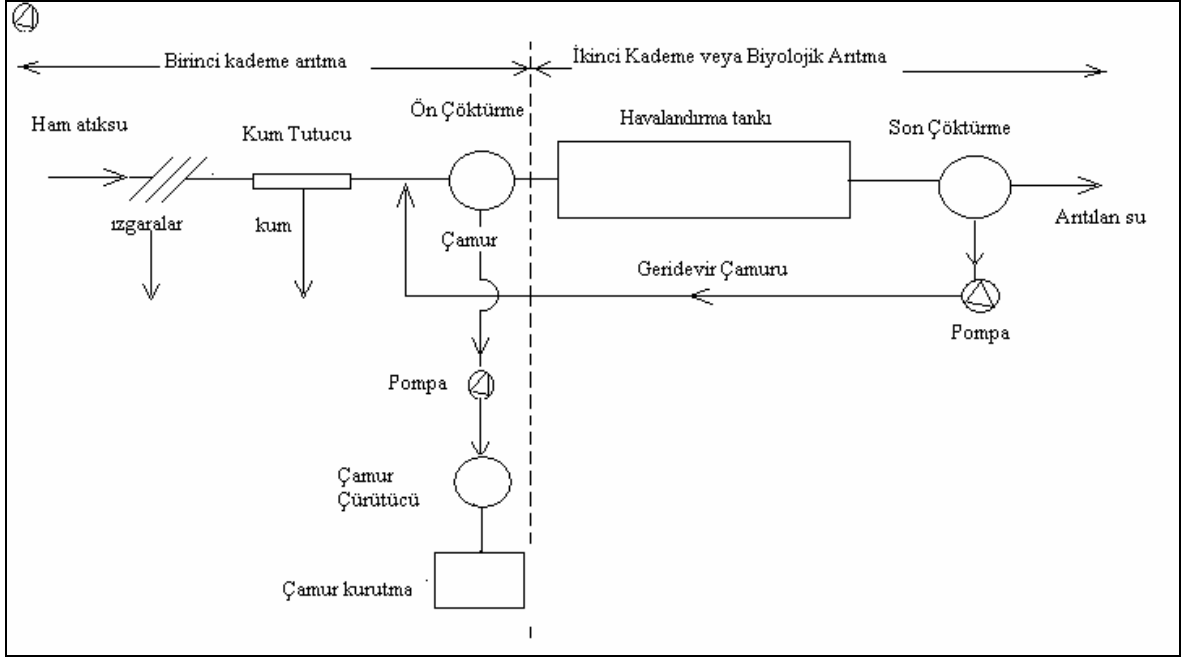 Birinci kademe arıtma
İkinci Kademe veya Biyolojik Arıtma
Ham atıksu
Kum Tutucu
Ön Çöktürme
Havalandırma tankı
Son Çöktürme
ızgaralar
kum
Çamur
Arıtılan su
Geridevir Çamuru
Pompa
Pompa
Çamur
Çürütücü
Çamur kurutma